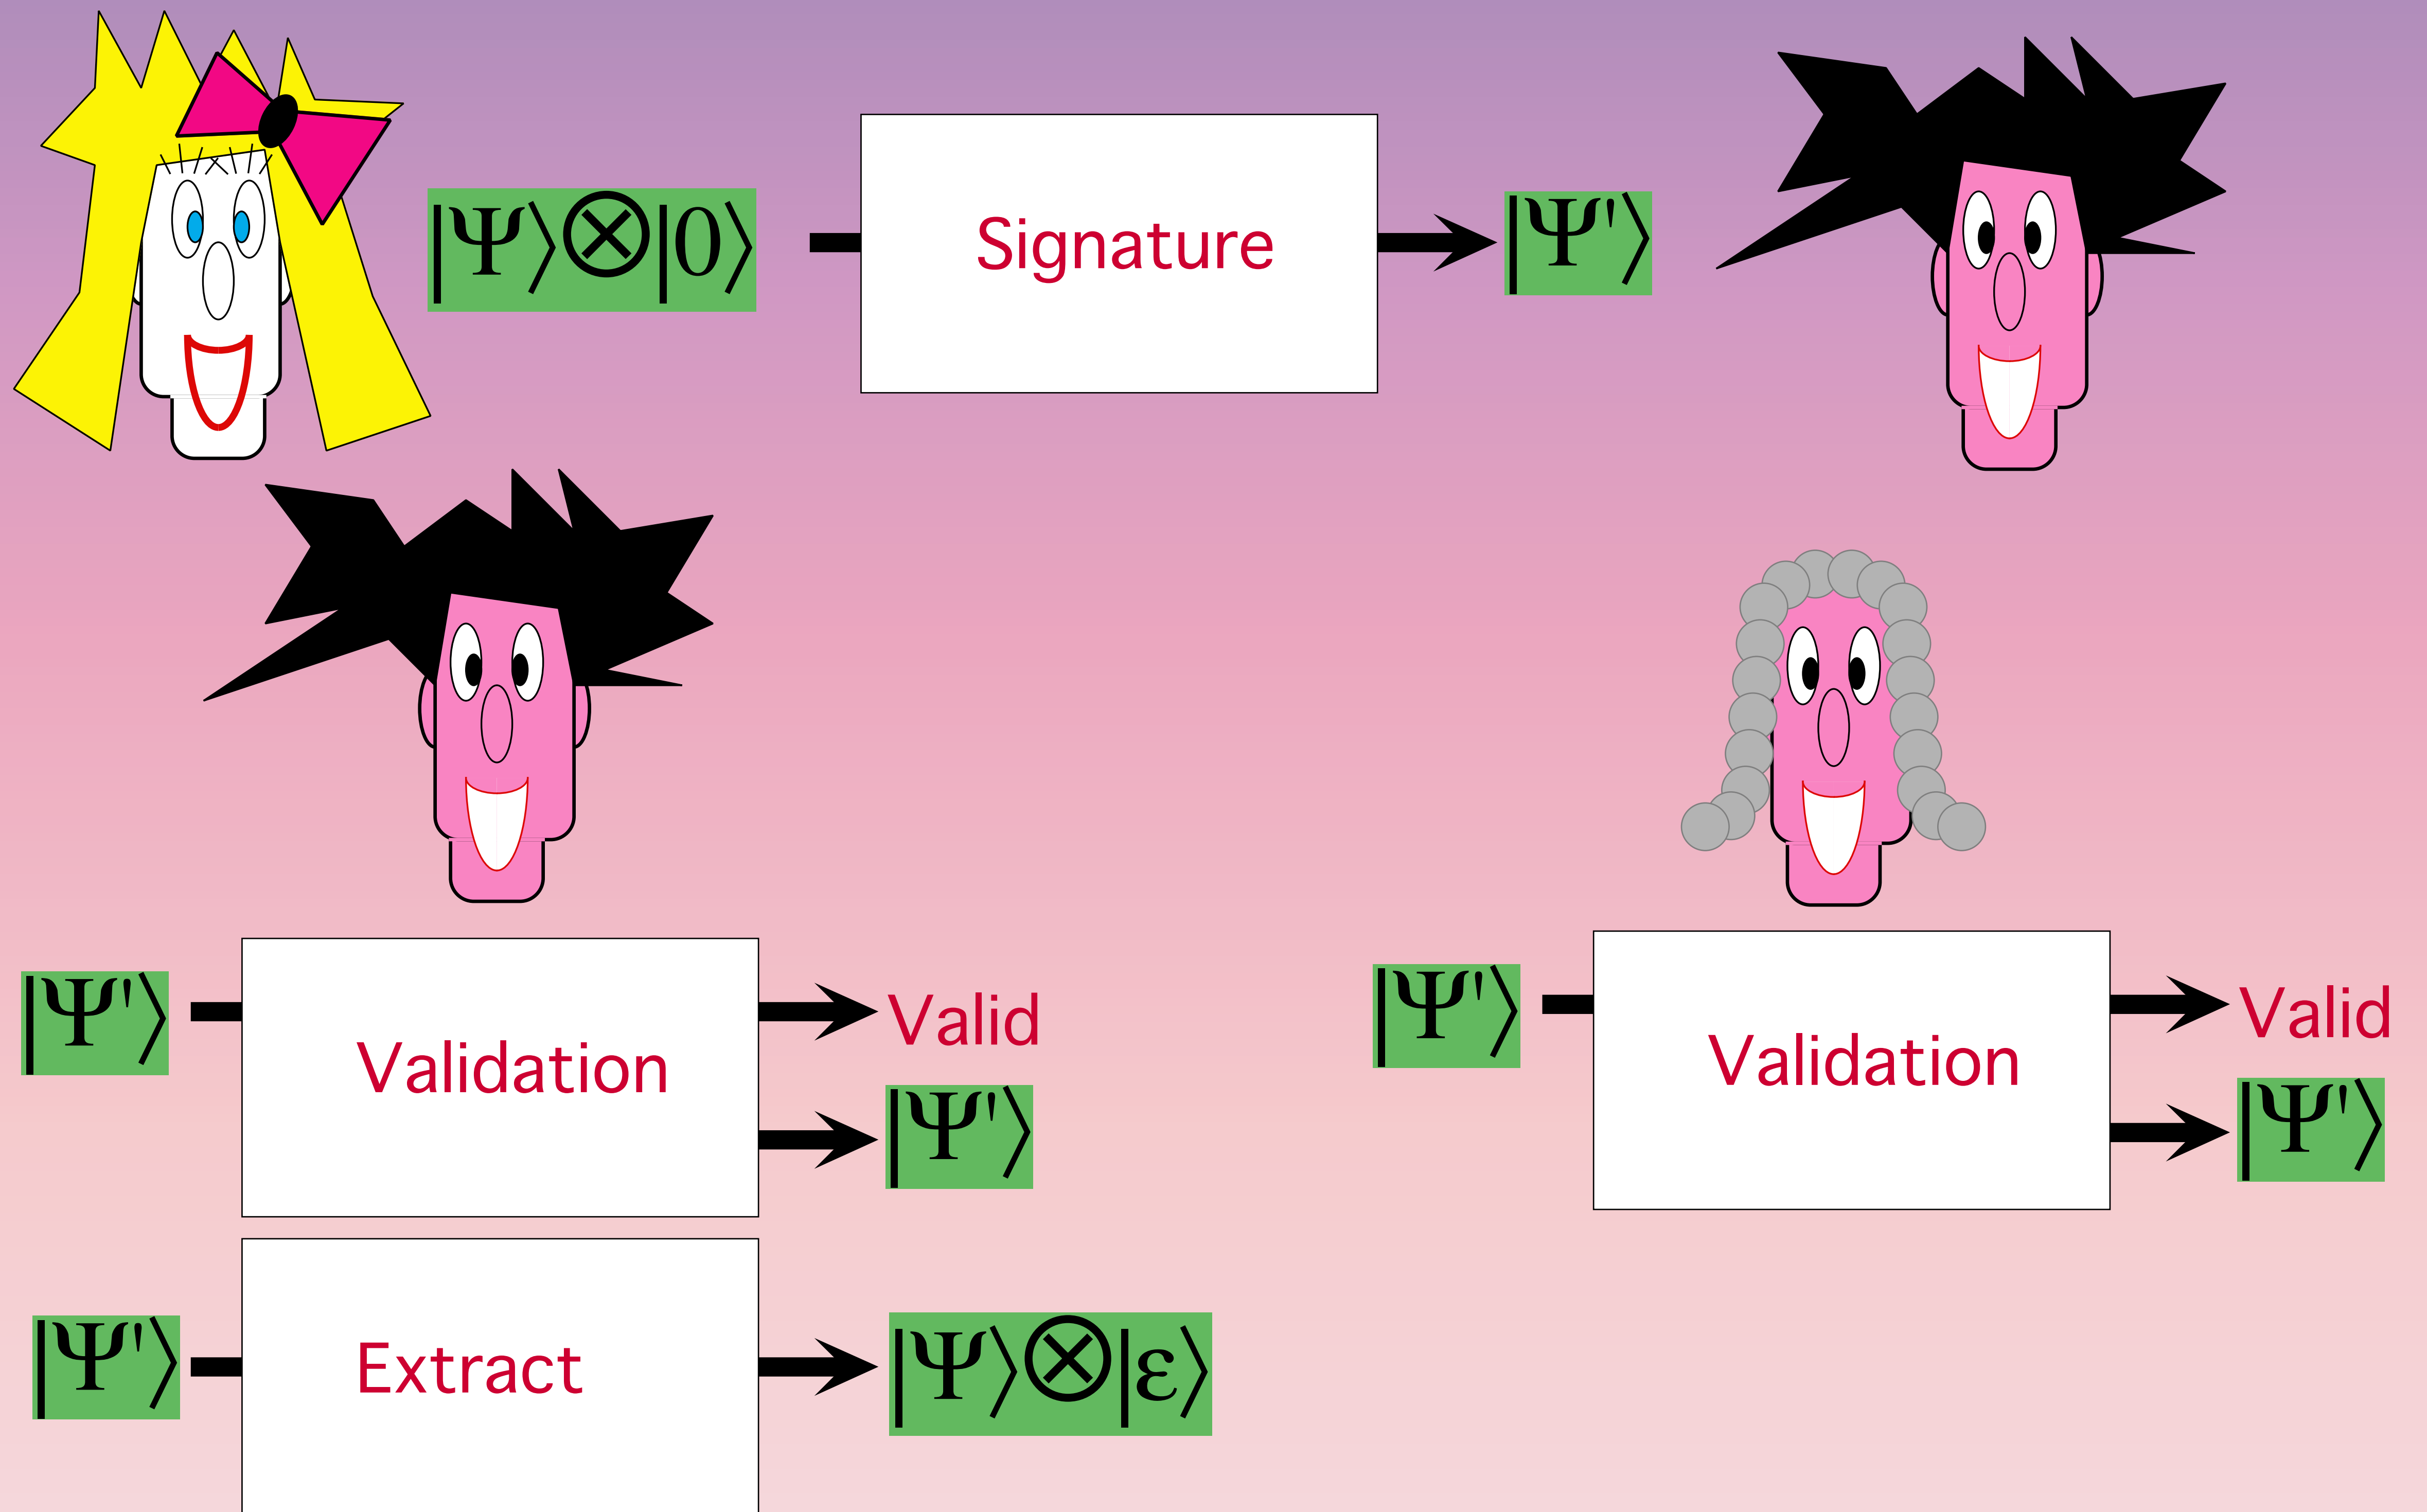 |Ψ⟩⊗|0⟩ Signature |Ψ'⟩
|Ψ'⟩ Validation Valid
|Ψ'⟩
|Ψ'⟩ Validation Valid
|Ψ'⟩
|Ψ'⟩ Extract |Ψ⟩⊗|ε⟩